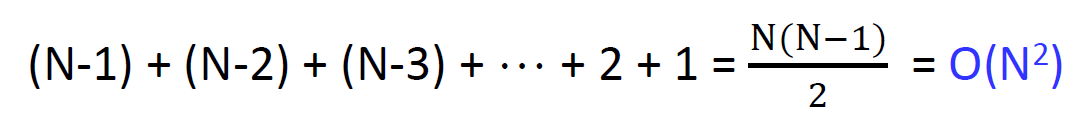 (N-1) + (N-2) + (N-3) + ⋯ + 2 + 1 = N(N−1)/2 = O(N²)